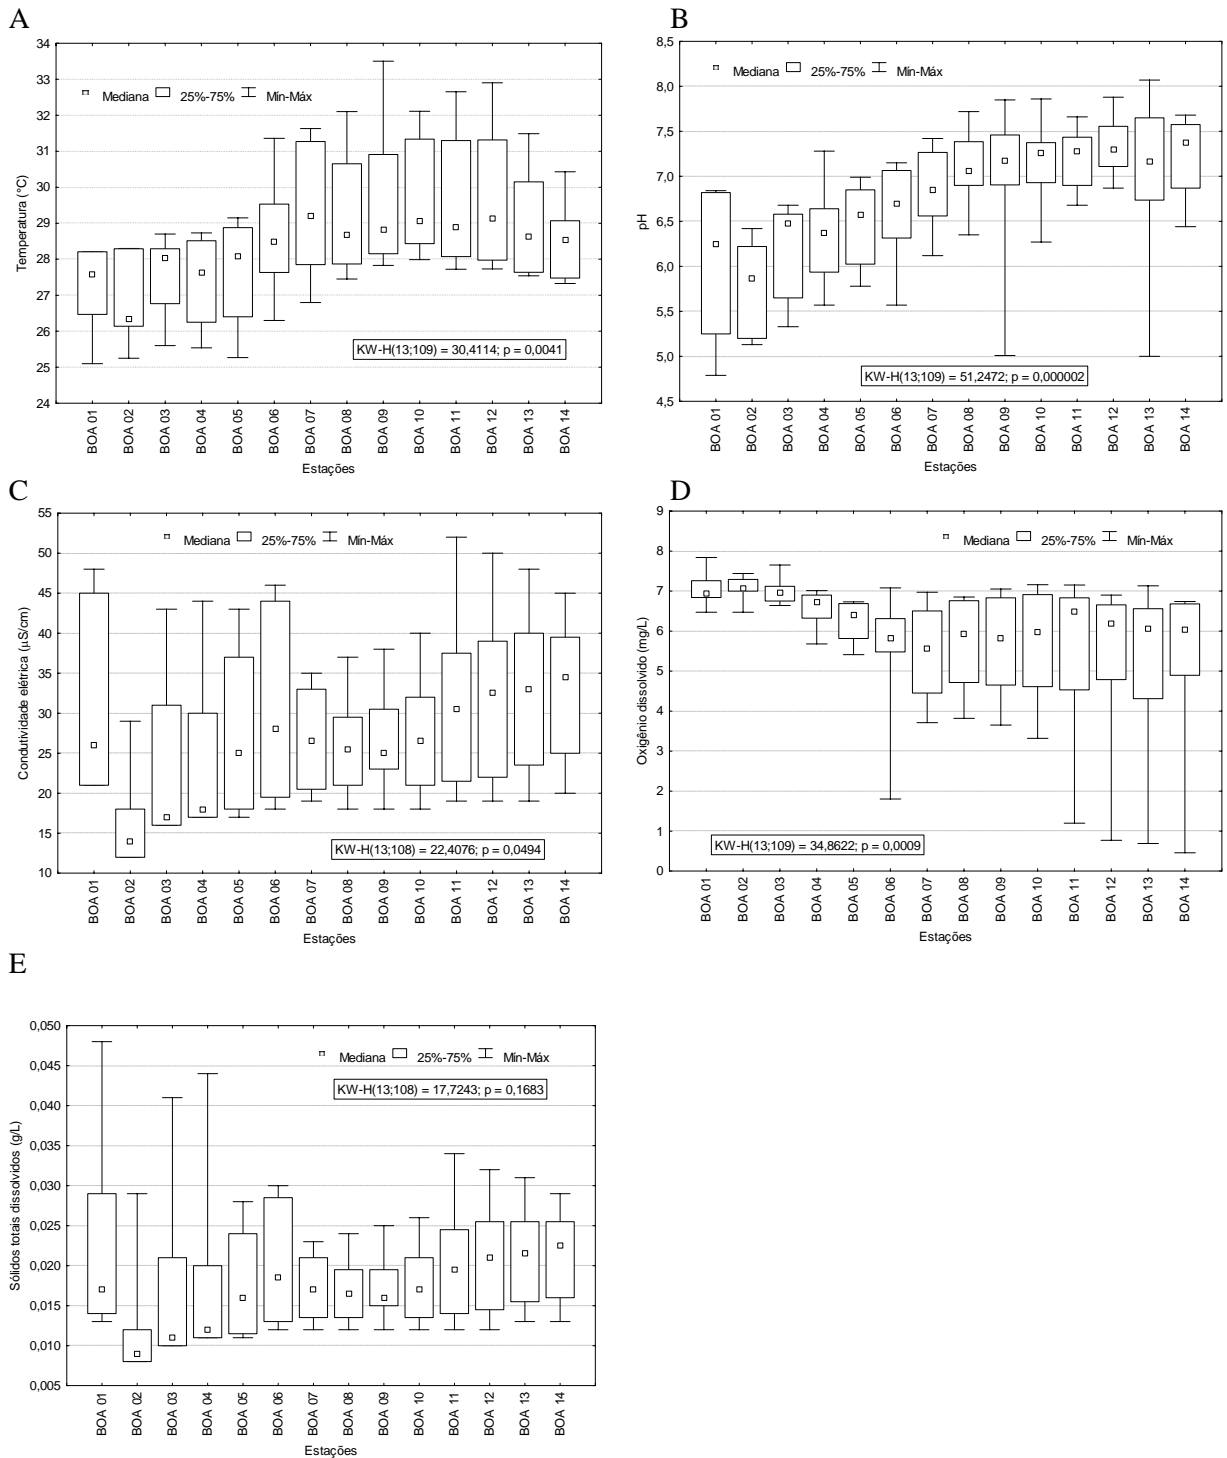 A
34
33
32
31
30
29
28
27
26
25
24
Temperatura (°C)
Mediana 25%-75% Mín-Máx
KW-H(13;109) = 30,4114; p = 0,0041
BOA 01 BOA 02 BOA 03 BOA 04 BOA 05 BOA 06 BOA 07 BOA 08 BOA 09 BOA 10 BOA 11 BOA 12 BOA 13 BOA 14
Estações
B
8,5
8,0
7,5
7,0
6,5
6,0
5,5
5,0
4,5
pH
Mediana 25%-75% Mín-Máx
KW-H(13;109) = 51,2472; p = 0,000002
BOA 01 BOA 02 BOA 03 BOA 04 BOA 05 BOA 06 BOA 07 BOA 08 BOA 09 BOA 10 BOA 11 BOA 12 BOA 13 BOA 14
Estações
C
55
50
45
40
35
30
25
20
15
10
Condutividade elétrica (µS/cm)
Mediana 25%-75% Mín-Máx
KW-H(13;108) = 22,4076; p = 0,0494
BOA 01 BOA 02 BOA 03 BOA 04 BOA 05 BOA 06 BOA 07 BOA 08 BOA 09 BOA 10 BOA 11 BOA 12 BOA 13 BOA 14
Estações
D
9
8
7
6
5
4
3
2
1
0
Oxigênio dissolvido (mg/L)
Mediana 25%-75% Mín-Máx
KW-H(13;109) = 34,8622; p = 0,0009
BOA 01 BOA 02 BOA 03 BOA 04 BOA 05 BOA 06 BOA 07 BOA 08 BOA 09 BOA 10 BOA 11 BOA 12 BOA 13 BOA 14
Estações
E
0,050
0,045
0,040
0,035
0,030
0,025
0,020
0,015
0,010
0,005
Sólidos totais dissolvidos (g/L)
Mediana 25%-75% Mín-Máx
KW-H(13;108) = 17,7243; p = 0,1683
BOA 01 BOA 02 BOA 03 BOA 04 BOA 05 BOA 06 BOA 07 BOA 08 BOA 09 BOA 10 BOA 11 BOA 12 BOA 13 BOA 14
Estações